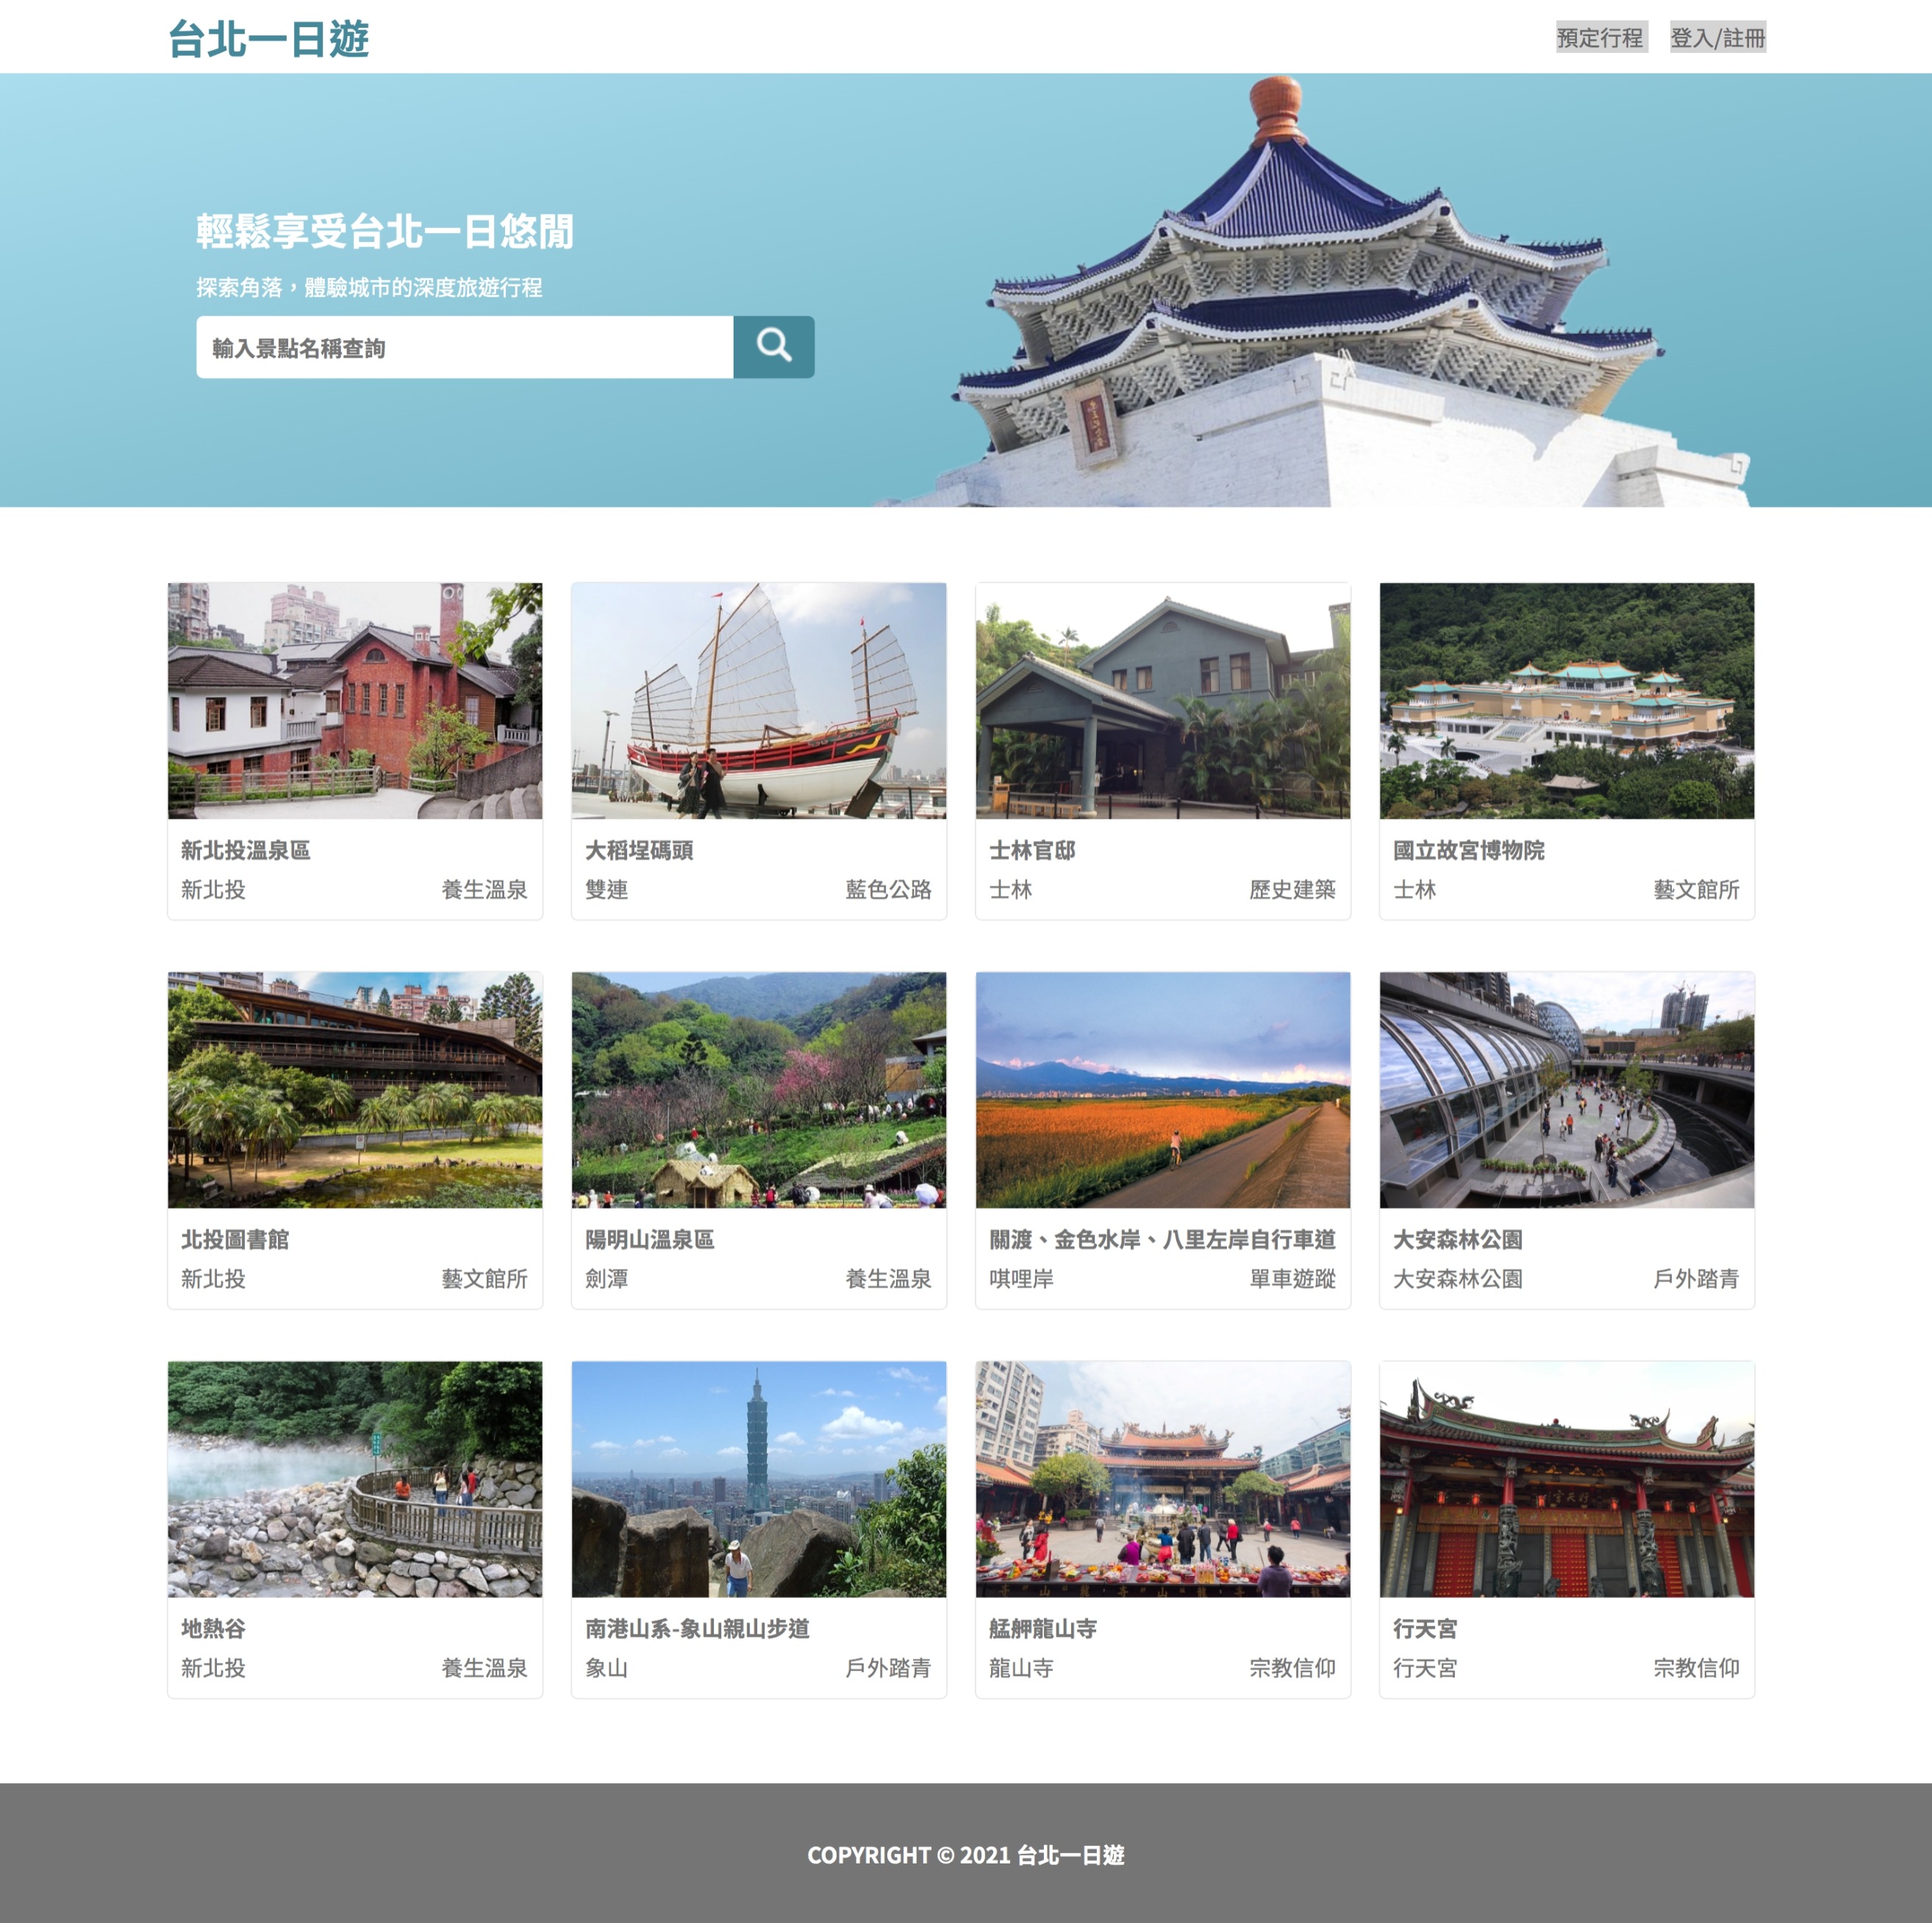 台北一日遊
預定行程 登入/註冊
輕鬆享受台北一日悠閒
探索角落，體驗城市的深度旅遊行程
輸入景點名稱查詢
新北投溫泉區
新北投 養生溫泉
大稻埕碼頭
雙連 藍色公路
士林官邸
士林 歷史建築
國立故宮博物院
士林 藝文館所
北投圖書館
新北投 藝文館所
陽明山溫泉區
劍潭 養生溫泉
關渡、金色水岸、八里左岸自行車道
唭哩岸 單車遊蹤
大安森林公園
大安森林公園 戶外踏青
地熱谷
新北投 養生溫泉
南港山系-象山親山步道
象山 戶外踏青
艋舺龍山寺
龍山寺 宗教信仰
行天宮
行天宮 宗教信仰
COPYRIGHT © 2021 台北一日遊